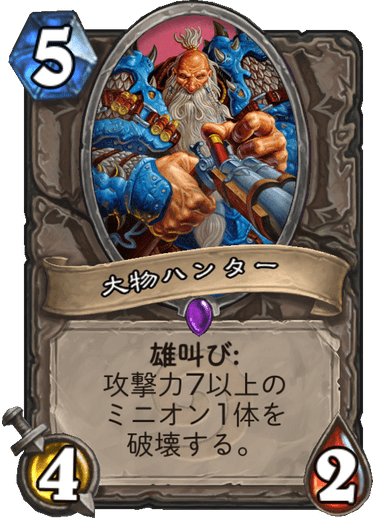 5
大物ハンター
雄叫び:
攻撃力7以上の
ミニオン1体を
破壊する。
4
2